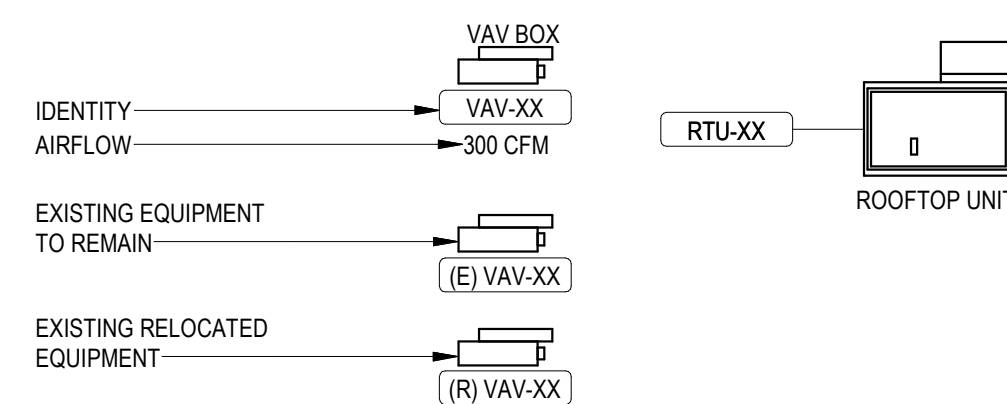 VAV BOX
IDENTITY
VAV-XX
AIRFLOW
300 CFM
RTU-XX
ROOFTOP UNIT
EXISTING EQUIPMENT
TO REMAIN
(E) VAV-XX
EXISTING RELOCATED
EQUIPMENT
(R) VAV-XX